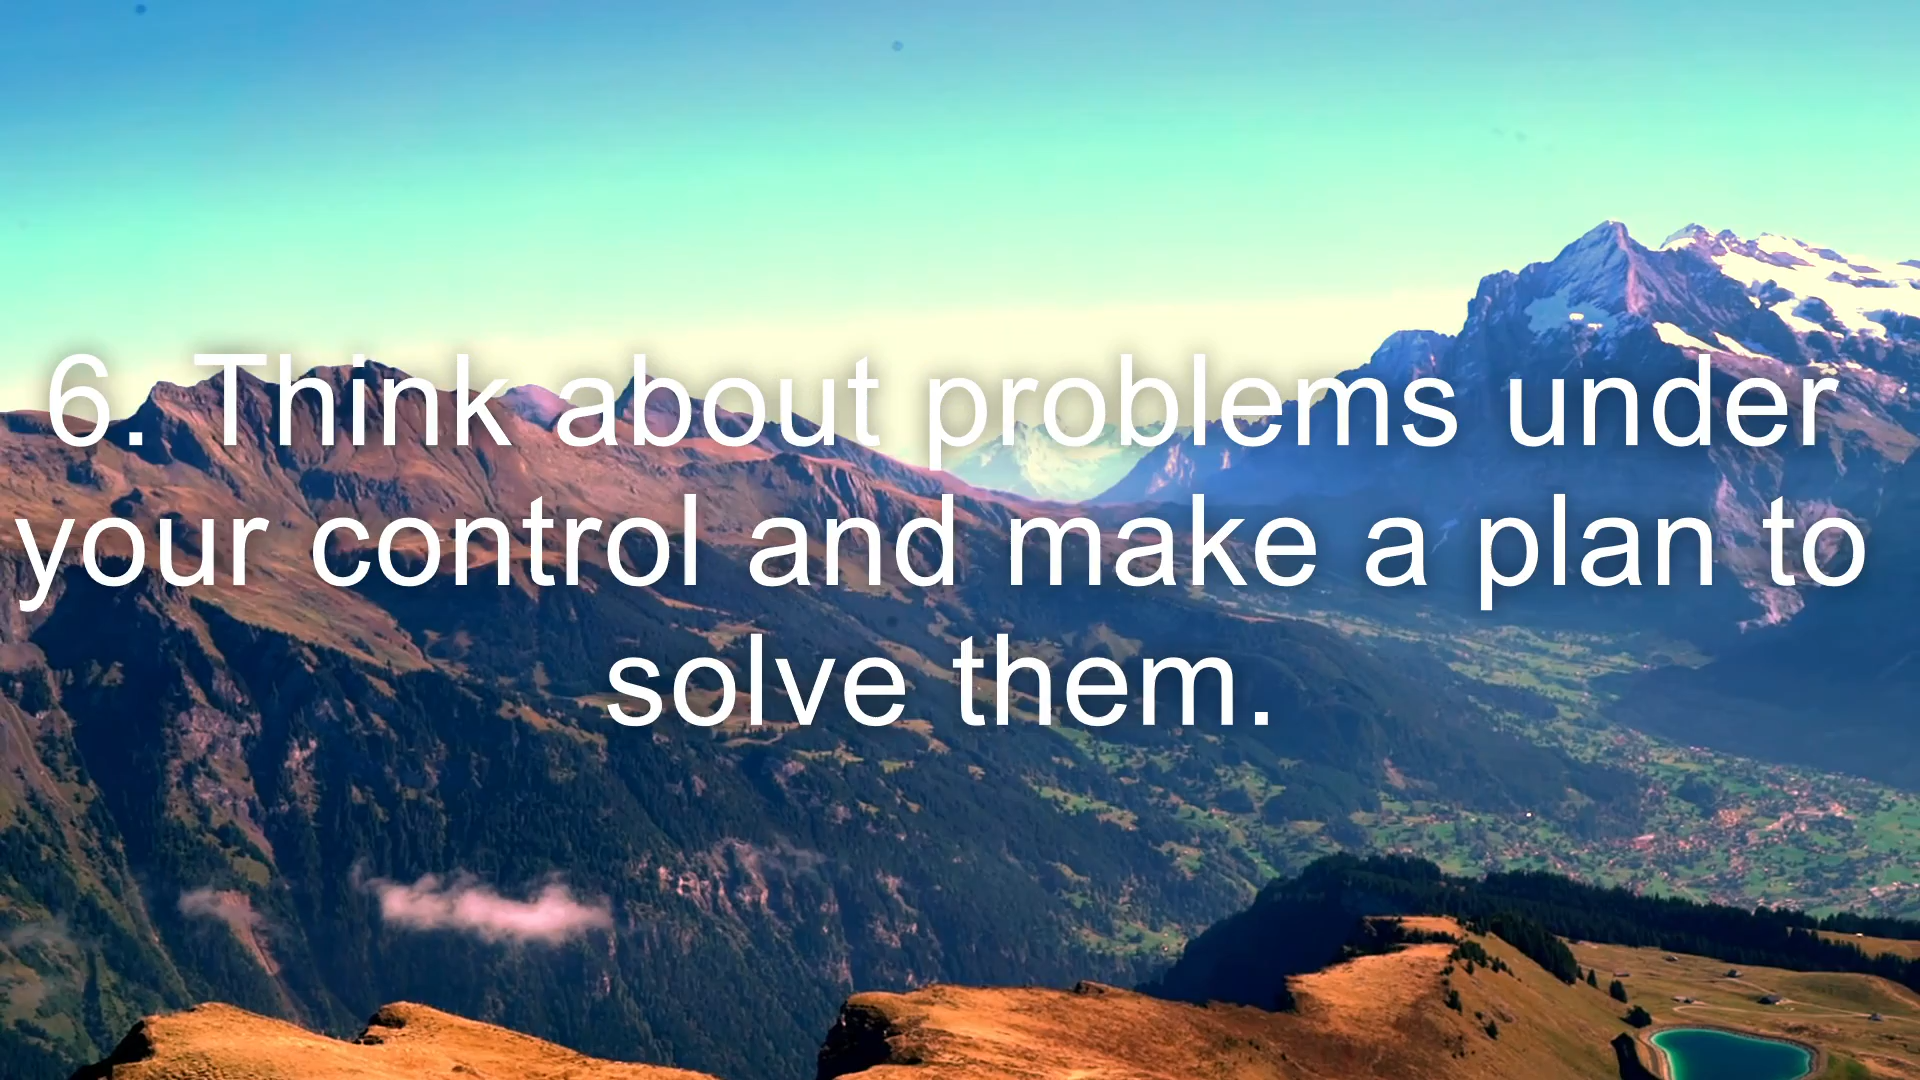 6. Think about problems under
your control and make a plan to
solve them.